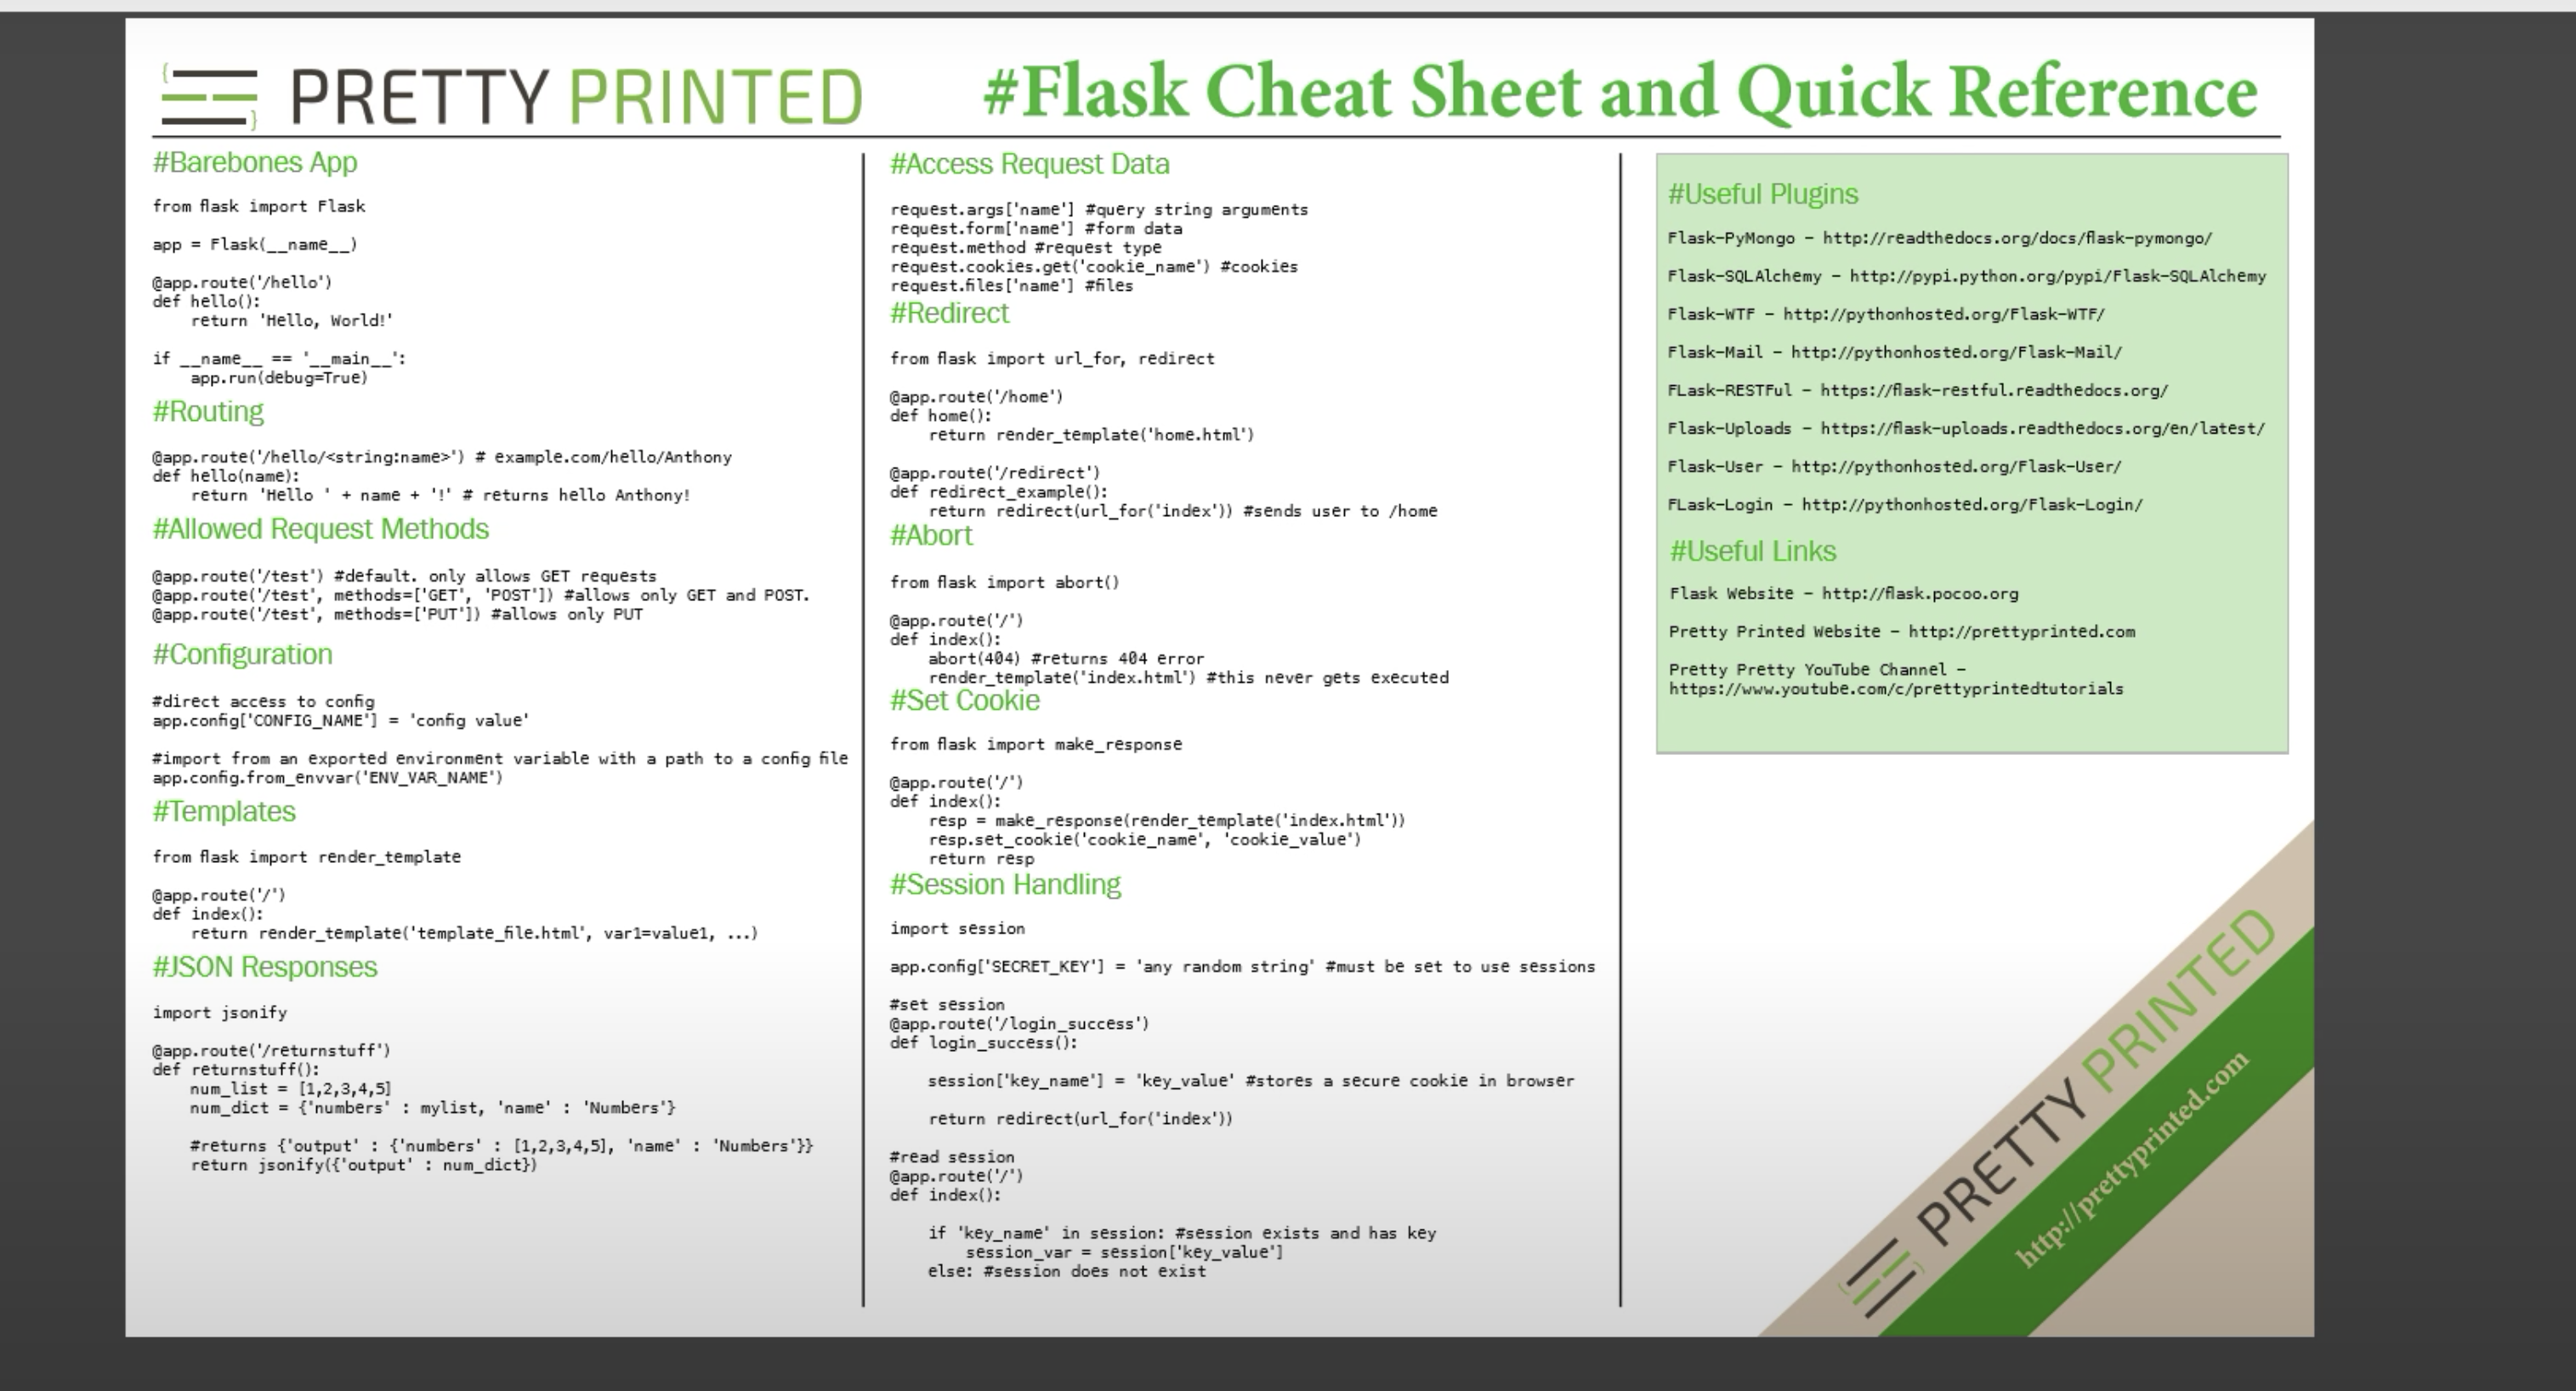 PRETTY PRINTED
#Flask Cheat Sheet and Quick Reference
#Barebones App
from flask import Flask
app = Flask(__name__)
@app.route('/hello')
def hello():
    return 'Hello, World!'
if __name__ == '__main__':
    app.run(debug=True)
#Routing
@app.route('/hello/<string:name>') # example.com/hello/Anthony
def hello(name):
    return 'Hello ' + name + '!' # returns hello Anthony!
#Allowed Request Methods
@app.route('/test') #default. only allows GET requests
@app.route('/test', methods=['GET', 'POST']) #allows only GET and POST.
@app.route('/test', methods=['PUT']) #allows only PUT
#Configuration
#direct access to config
app.config['CONFIG_NAME'] = 'config value'
#import from an exported environment variable with a path to a config file
app.config.from_envvar('ENV_VAR_NAME')
#Templates
from flask import render_template
@app.route('/')
def index():
    return render_template('template_file.html', var1=value1, ...)
#JSON Responses
import jsonify
@app.route('/returnstuff')
def returnstuff():
    num_list = [1,2,3,4,5]
    num_dict = {'numbers' : mylist, 'name' : 'Numbers'}
    #returns {'output' : {'numbers' : [1,2,3,4,5], 'name' : 'Numbers'}}
    return jsonify({'output' : num_dict})
#Access Request Data
request.args['name'] #query string arguments
request.form['name'] #form data
request.method #request type
request.cookies.get('cookie_name') #cookies
request.files['name'] #files
#Redirect
from flask import url_for, redirect
@app.route('/home')
def home():
    return render_template('home.html')
@app.route('/redirect')
def redirect_example():
    return redirect(url_for('index')) #sends user to /home
#Abort
from flask import abort()
@app.route('/')
def index():
    abort(404) #returns 404 error
    render_template('index.html') #this never gets executed
#Set Cookie
from flask import make_response
@app.route('/')
def index():
    resp = make_response(render_template('index.html'))
    resp.set_cookie('cookie_name', 'cookie_value')
    return resp
#Session Handling
import session
app.config['SECRET_KEY'] = 'any random string' #must be set to use sessions
#set session
@app.route('/login_success')
def login_success():
    session['key_name'] = 'key_value' #stores a secure cookie in browser
    return redirect(url_for('index'))
#read session
@app.route('/')
def index():
    if 'key_name' in session: #session exists and has key
        session_var = session['key_value']
    else: #session does not exist
#Useful Plugins
Flask-PyMongo - http://readthedocs.org/docs/flask-pymongo/
Flask-SQLAlchemy - http://pypi.python.org/pypi/Flask-SQLAlchemy
Flask-WTF - http://pythonhosted.org/Flask-WTF/
Flask-Mail - http://pythonhosted.org/Flask-Mail/
FLask-RESTFul - https://flask-restful.readthedocs.org/
Flask-Uploads - https://flask-uploads.readthedocs.org/en/latest/
Flask-User - http://pythonhosted.org/Flask-User/
FLask-Login - http://pythonhosted.org/Flask-Login/
#Useful Links
Flask Website - http://flask.pocoo.org
Pretty Printed Website - http://prettyprinted.com
Pretty Pretty YouTube Channel -
https://www.youtube.com/c/prettyprintedtutorials
PRETTY PRINTED
http://prettyprinted.com